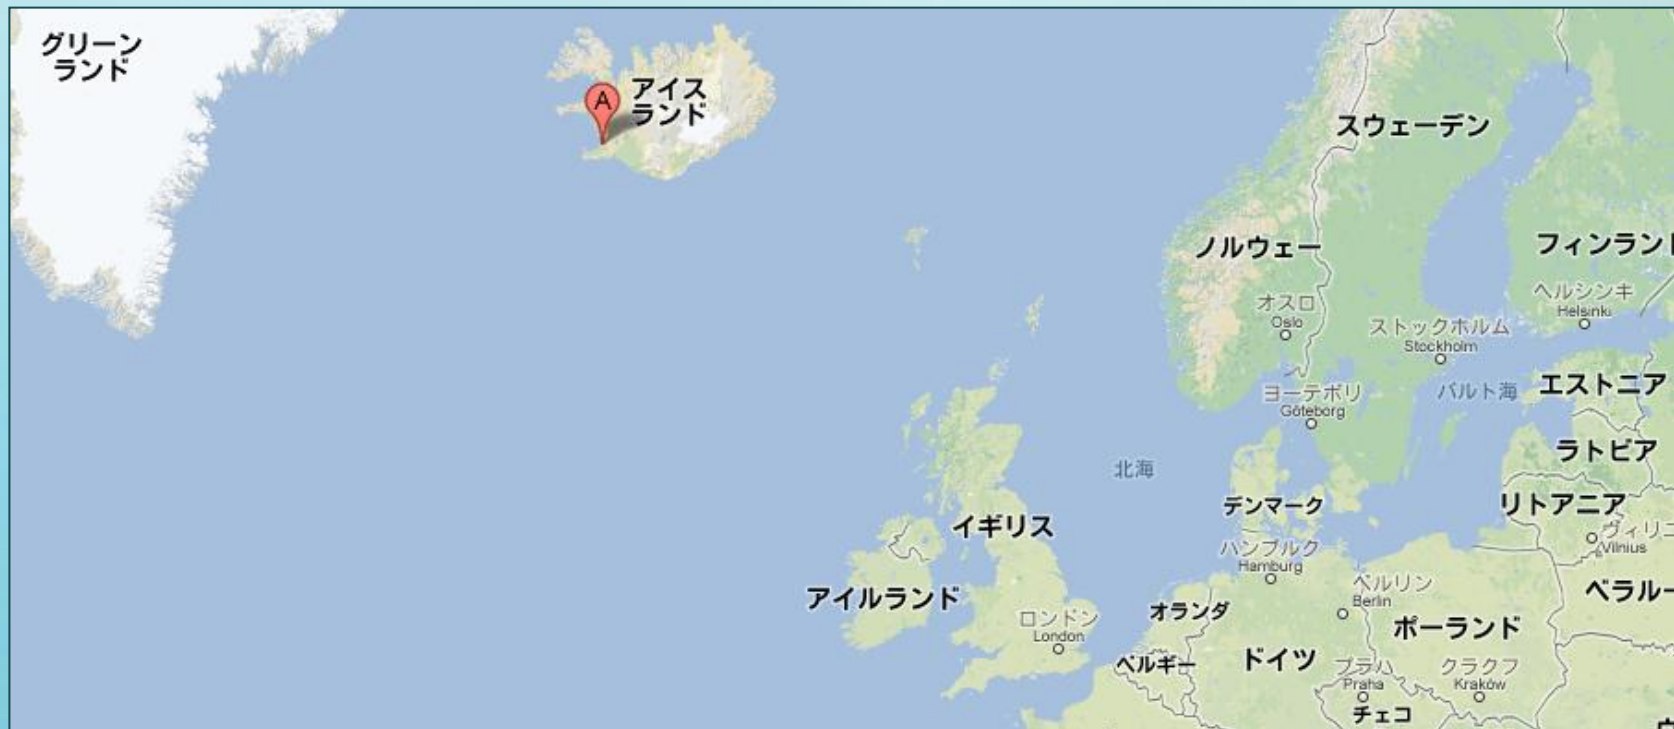 グリーン
ランド
アイス
ランド
A
スウェーデン
ノルウェー
フィンランド
オスロ
Oslo
ヘルシンキ
Helsinki
ストックホルム
Stockholm
ヨーテボリ
Göteborg
バルト海
エストニア
ラトビア
北海
デンマーク
リトアニア
イギリス
ヴィリニ
Vilnius
ハンブルク
Hamburg
ベルリン
Berlin
ベラルー
アイルランド
オランダ
ロンドン
London
ポーランド
ベルギー
ドイツ
プラハ
Praha
クラクフ
Kraków
チェコ